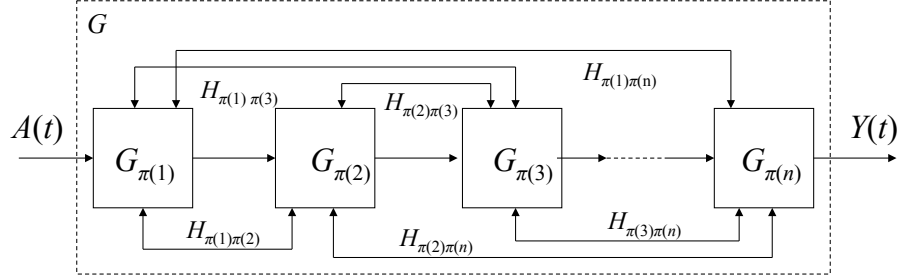 G
H_{π(1)π(n)}
H_{π(1) π(3)}
H_{π(2)π(3)}
A(t)
Y(t)
G_{π(1)}
G_{π(2)}
G_{π(3)}
G_{π(n)}
H_{π(1)π(2)}
H_{π(2)π(n)}
H_{π(3)π(n)}